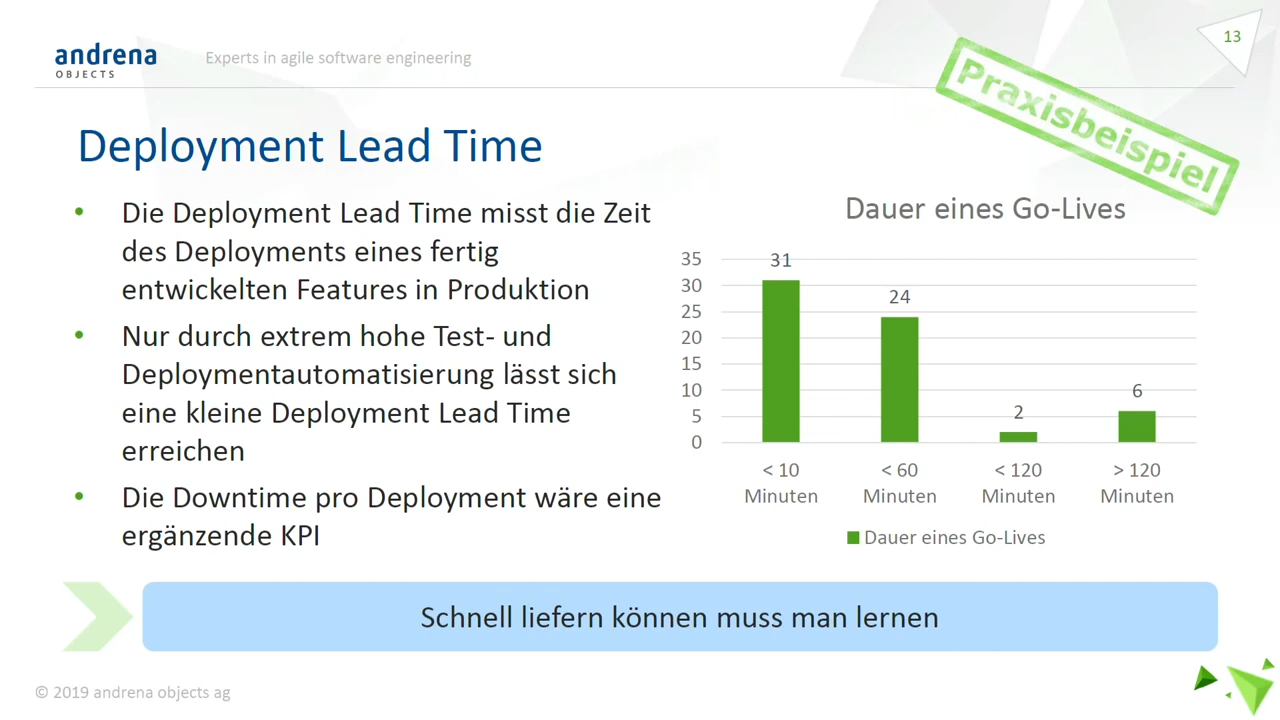 andrena
OBJECTS
Experts in agile software engineering
13
Praxisbeispiel
Deployment Lead Time
• Die Deployment Lead Time misst die Zeit
des Deployments eines fertig
entwickelten Features in Produktion
• Nur durch extrem hohe Test- und
Deploymentautomatisierung lässt sich
eine kleine Deployment Lead Time
erreichen
• Die Downtime pro Deployment wäre eine
ergänzende KPI
Dauer eines Go-Lives
35
30
25
20
15
10
5
0
31
24
2
6
< 10
Minuten
< 60
Minuten
< 120
Minuten
> 120
Minuten
Dauer eines Go-Lives
Schnell liefern können muss man lernen
© 2019 andrena objects ag